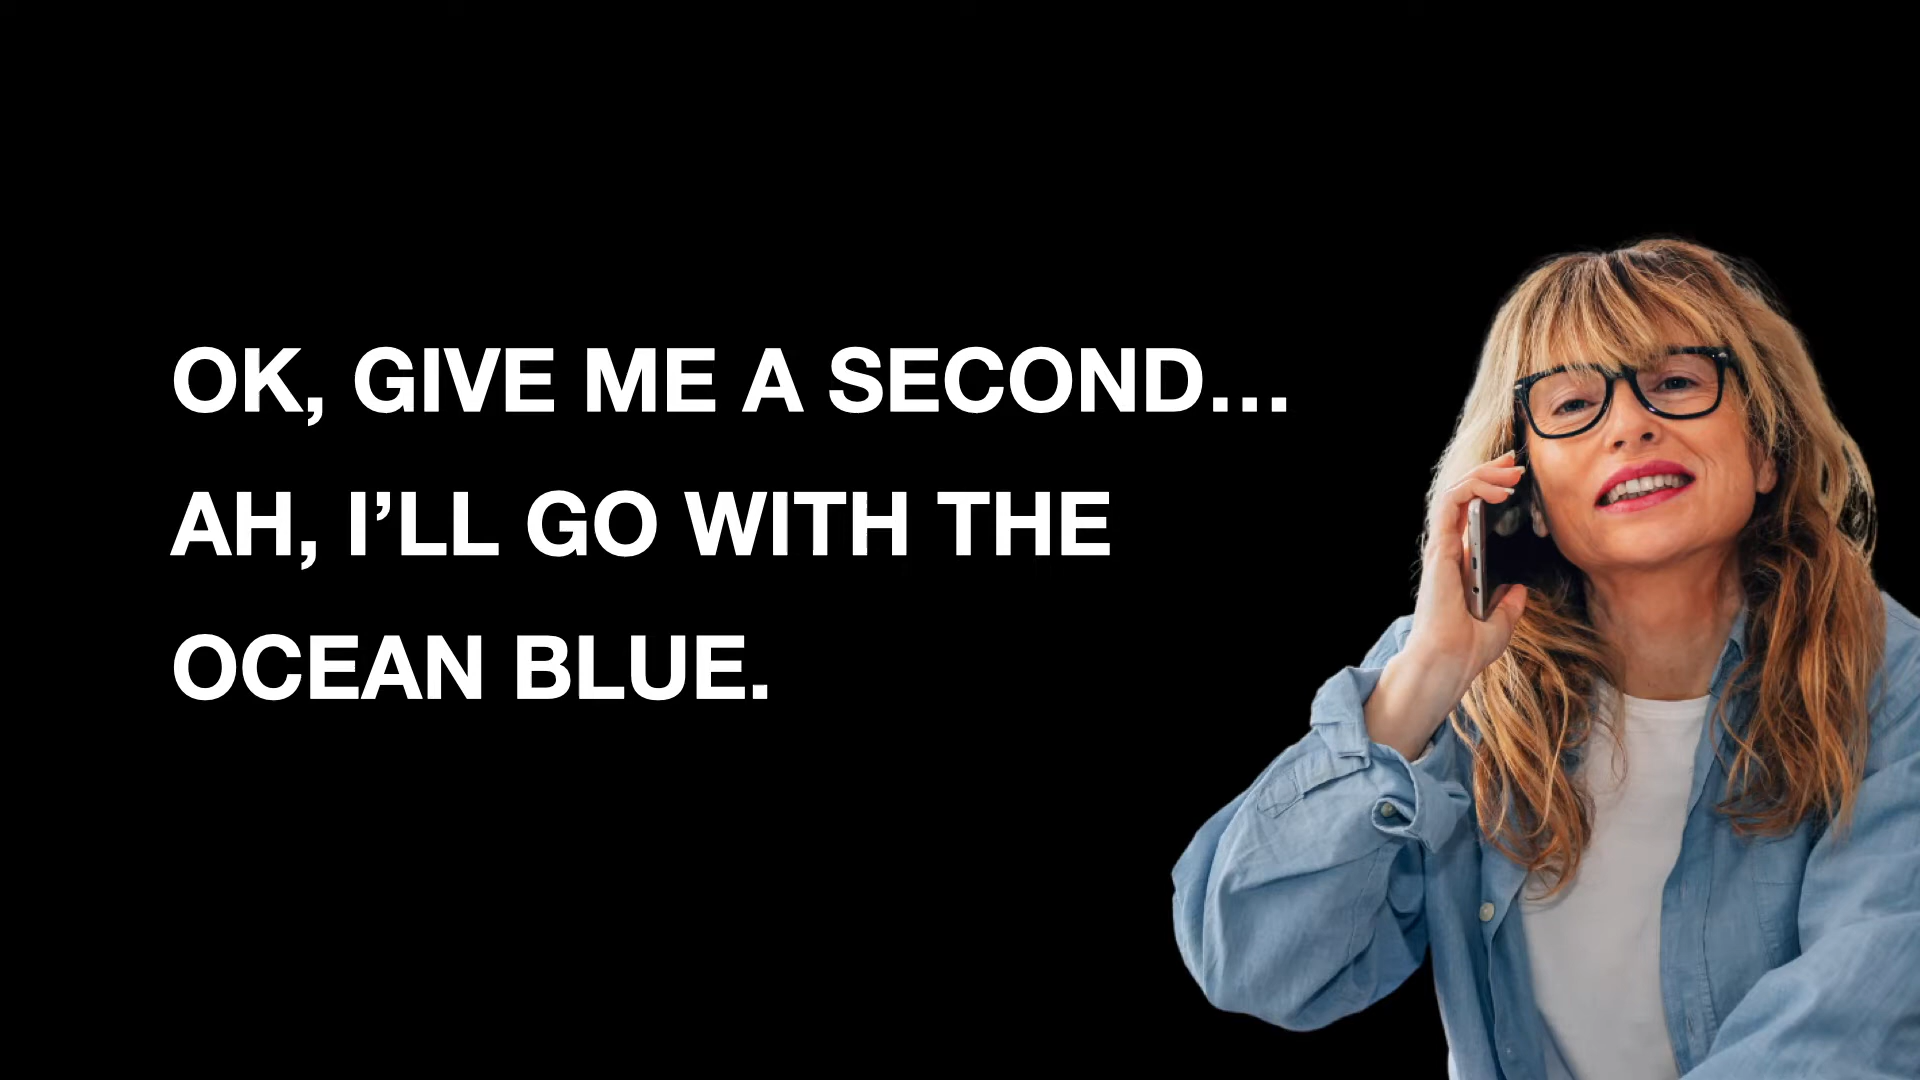 OK, GIVE ME A SECOND...
AH, I’LL GO WITH THE
OCEAN BLUE.